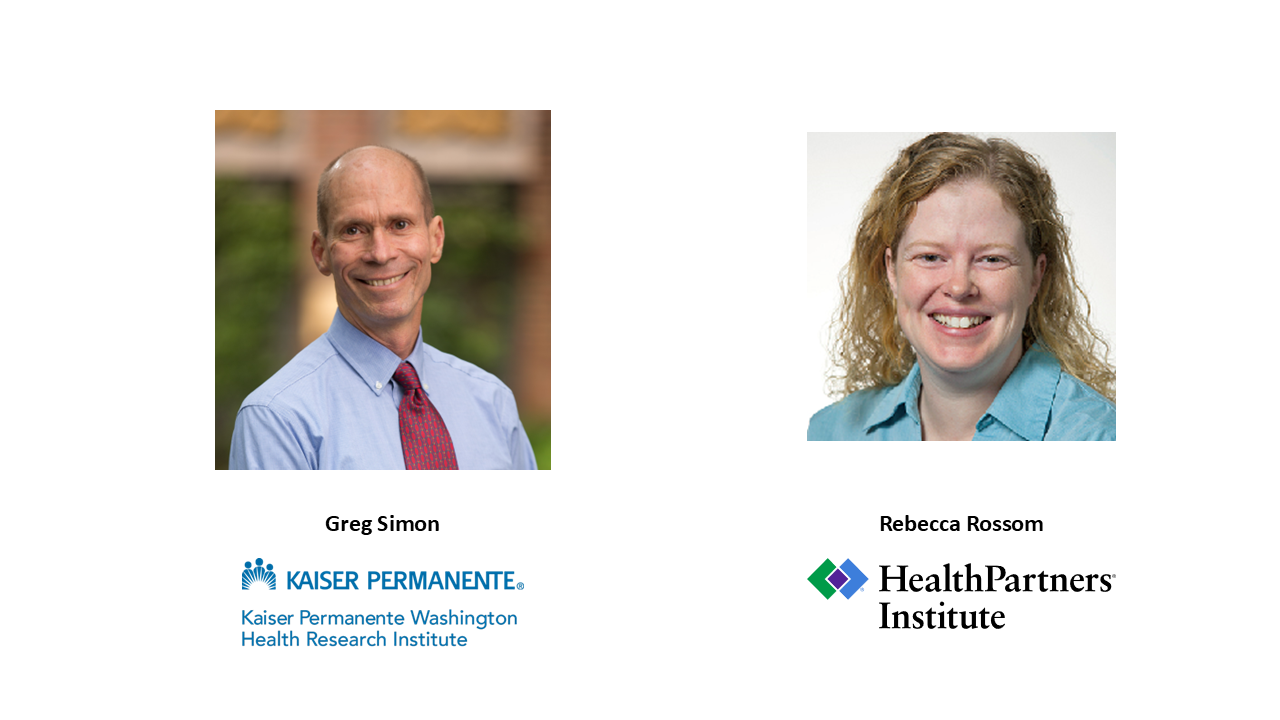 Greg Simon
KAISER PERMANENTE®
Kaiser Permanente Washington
Health Research Institute
Rebecca Rossom
HealthPartners®
Institute